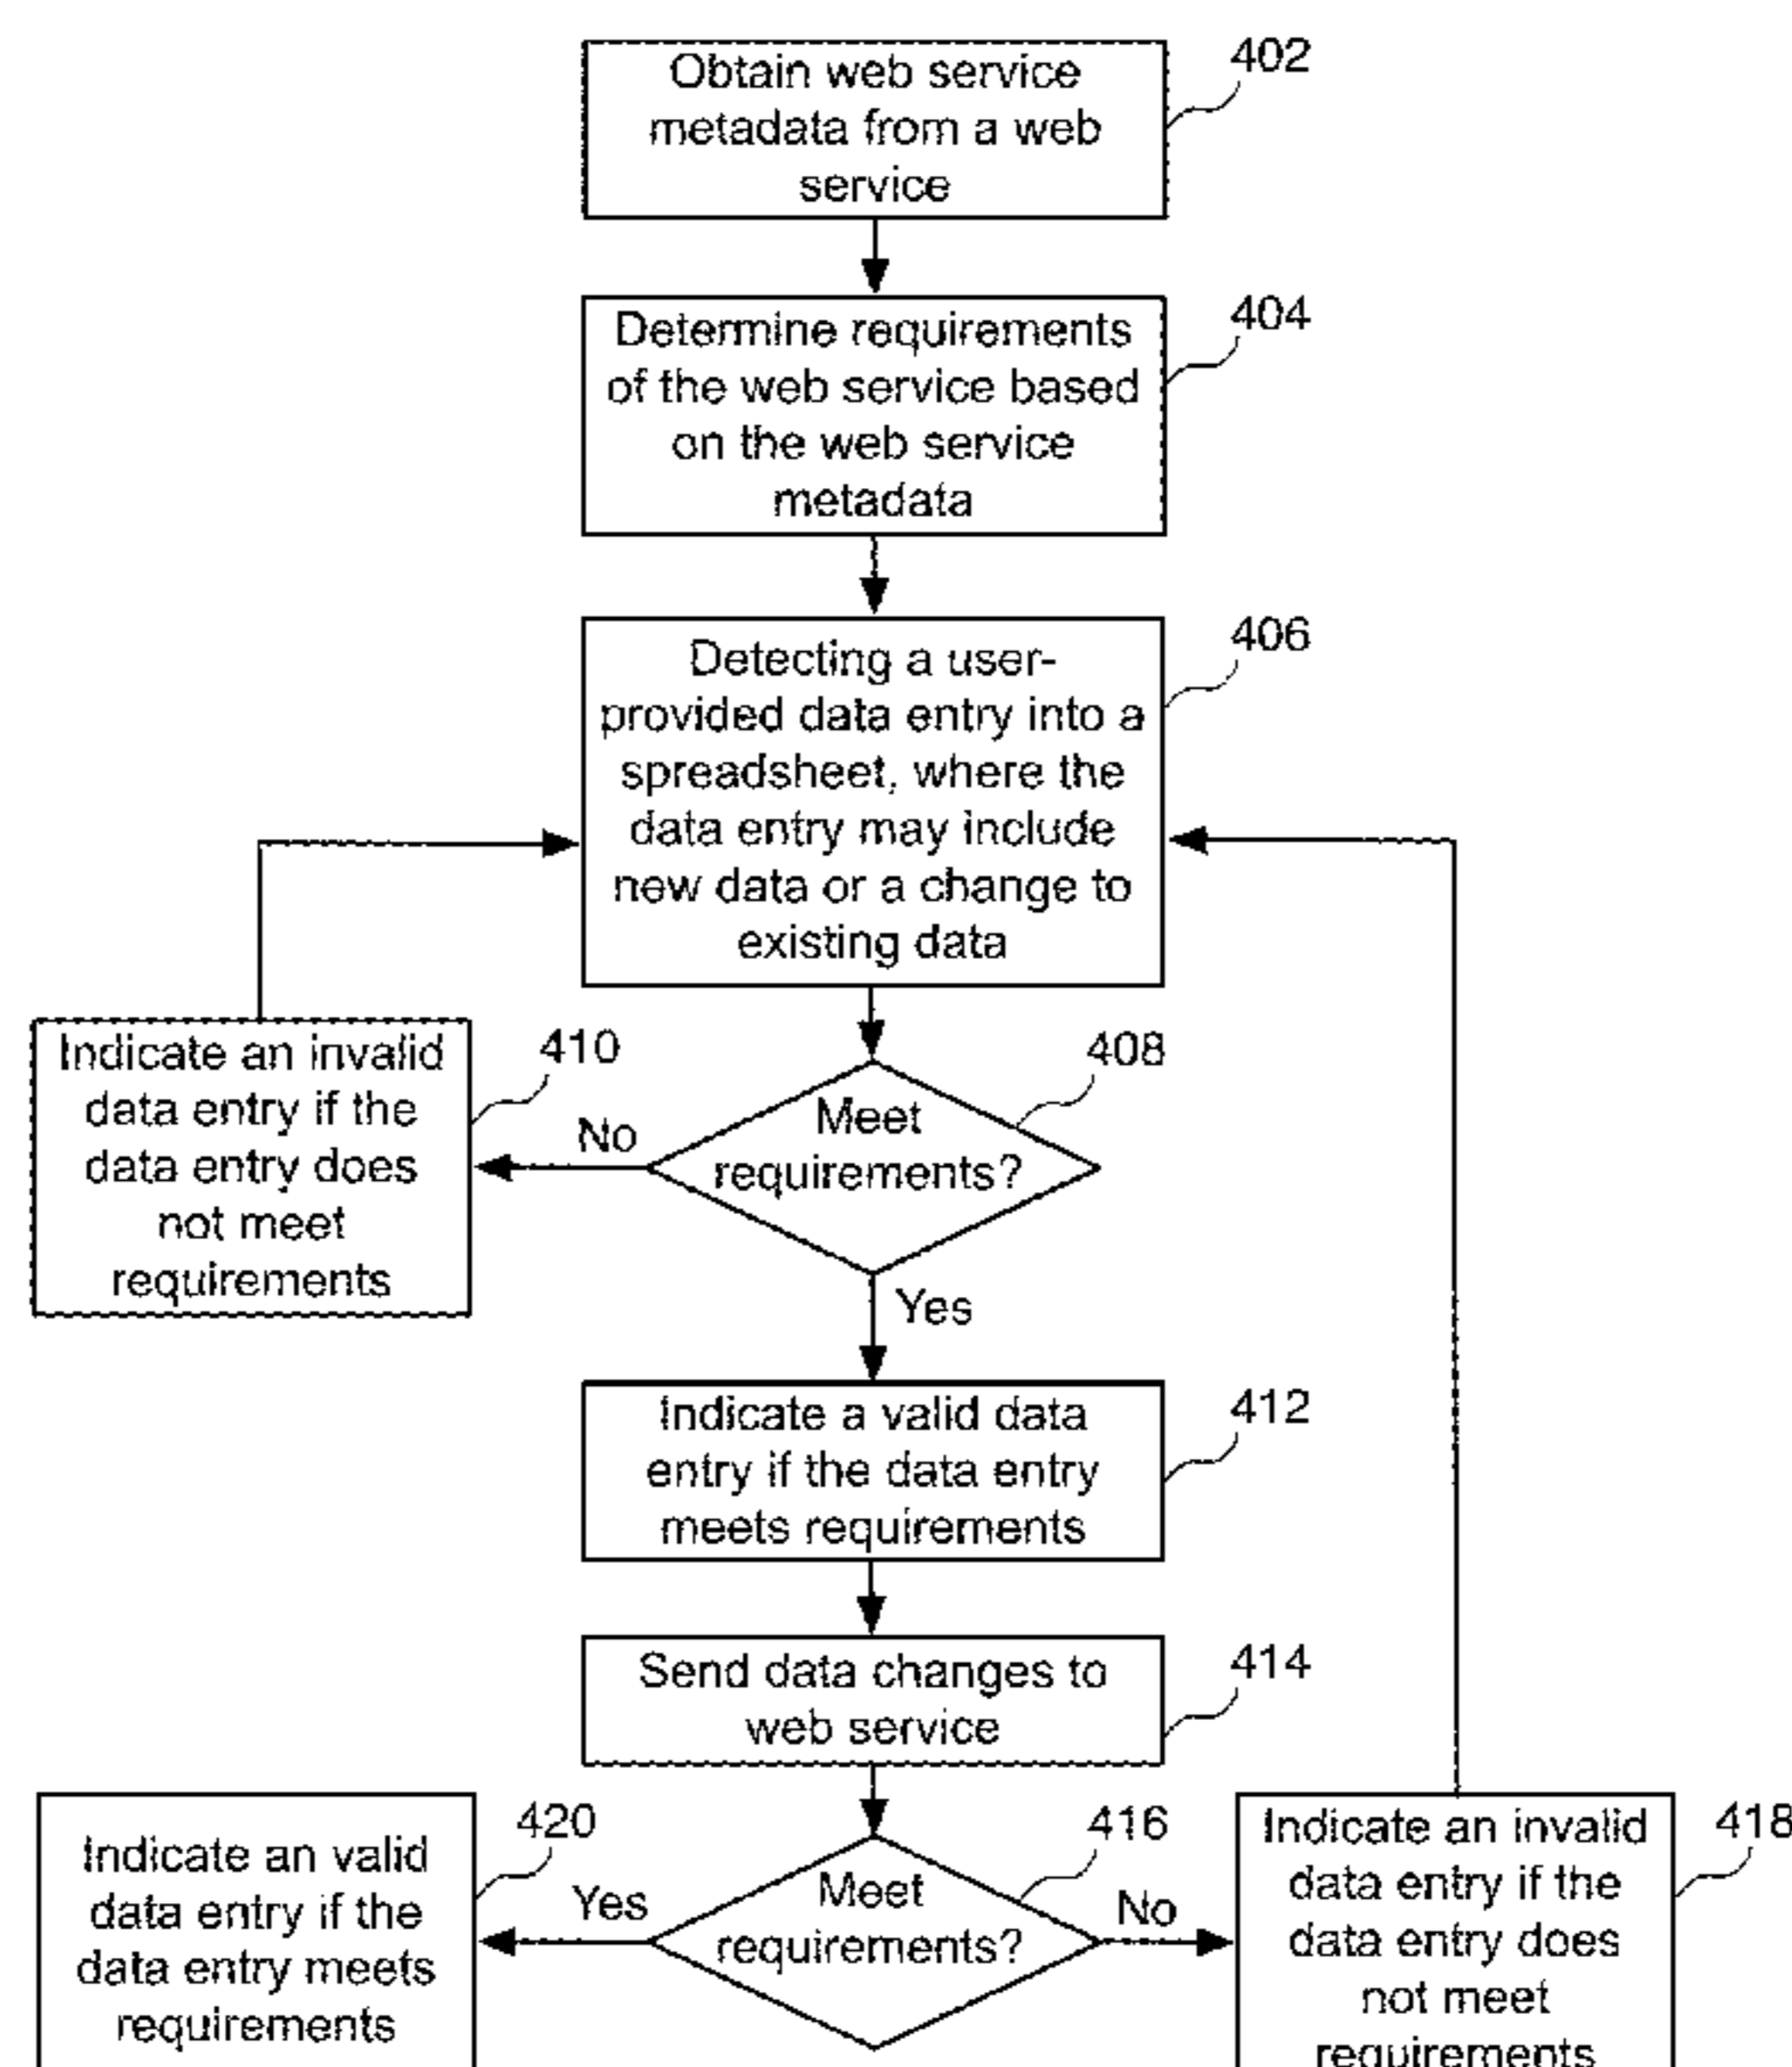 Obtain web service
metadata from a web
service
402
Determine requirements
of the web service based
on the web service
metadata
404
Detecting a user-
provided data entry into a
spreadsheet, where the
data entry may include
new data or a change to
existing data
406
Indicate an invalid
data entry if the
data entry does
not meet
requirements
410
No
Meet
requirements?
408
Yes
Indicate a valid data
entry if the data entry
meets requirements
412
Send data changes to
web service
414
Indicate an valid
data entry if the
data entry meets
requirements
420
Yes
Meet
requirements?
416
No
Indicate an invalid
data entry if the
data entry does
not meet
requirements
418